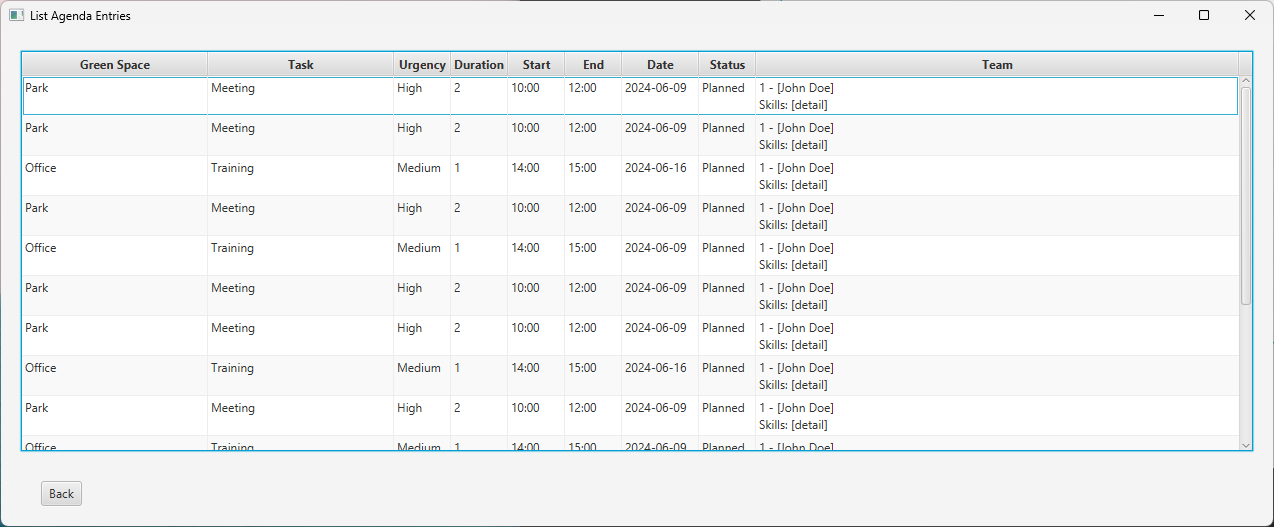 List Agenda Entries
Green Space Task Urgency Duration Start End Date Status Team
Park Meeting High 2 10:00 12:00 2024-06-09 Planned 1 - [John Doe]
Skills: [detail]
Park Meeting High 2 10:00 12:00 2024-06-09 Planned 1 - [John Doe]
Skills: [detail]
Office Training Medium 1 14:00 15:00 2024-06-16 Planned 1 - [John Doe]
Skills: [detail]
Park Meeting High 2 10:00 12:00 2024-06-09 Planned 1 - [John Doe]
Skills: [detail]
Office Training Medium 1 14:00 15:00 2024-06-09 Planned 1 - [John Doe]
Skills: [detail]
Park Meeting High 2 10:00 12:00 2024-06-09 Planned 1 - [John Doe]
Skills: [detail]
Park Meeting High 2 10:00 12:00 2024-06-09 Planned 1 - [John Doe]
Skills: [detail]
Office Training Medium 1 14:00 15:00 2024-06-16 Planned 1 - [John Doe]
Skills: [detail]
Park Meeting High 2 10:00 12:00 2024-06-09 Planned 1 - [John Doe]
Skills: [detail]
Office Training Medium 1 14:00 15:00 2024-06-09 Planned 1 - [John Doe]
Back